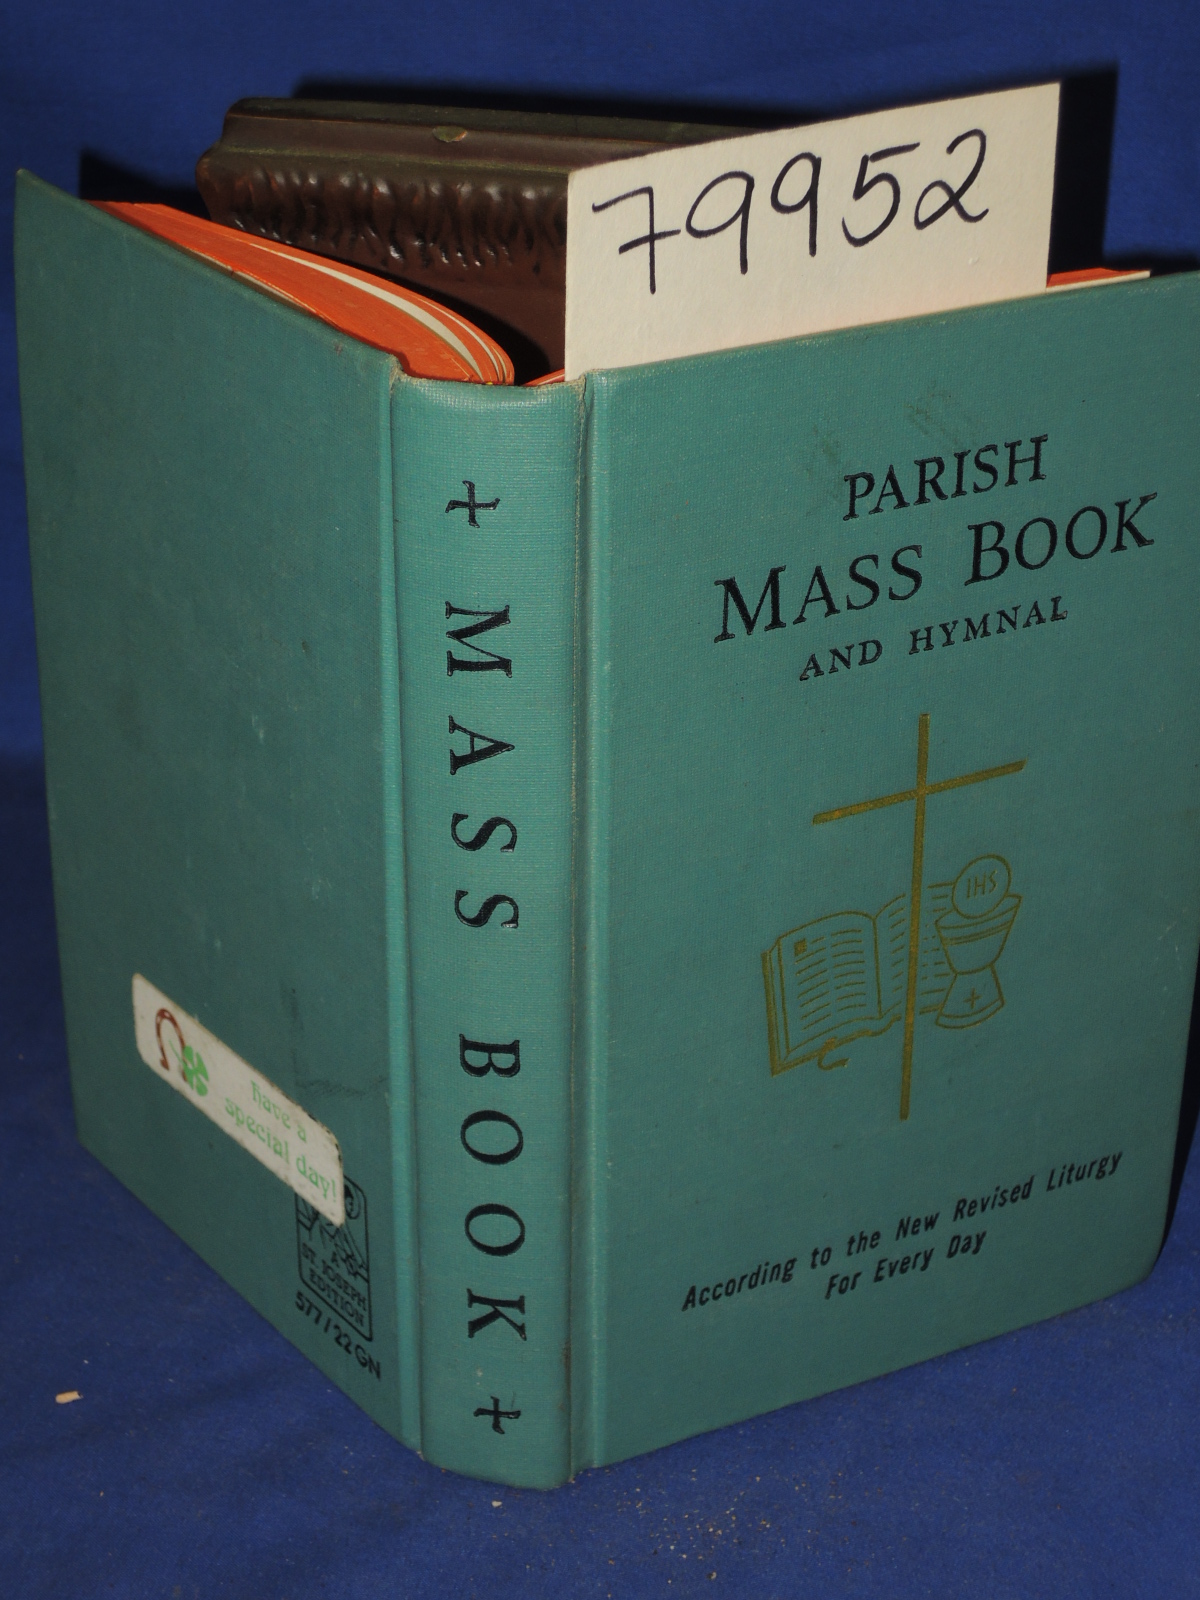 79952
PARISH
MASS BOOK
AND HYMNAL
IHS
According to the New Revised Liturgy
For Every Day
+ MASS BOOK +
have a
special day!
A
ST. JOSEPH
EDITION
577/22 GN